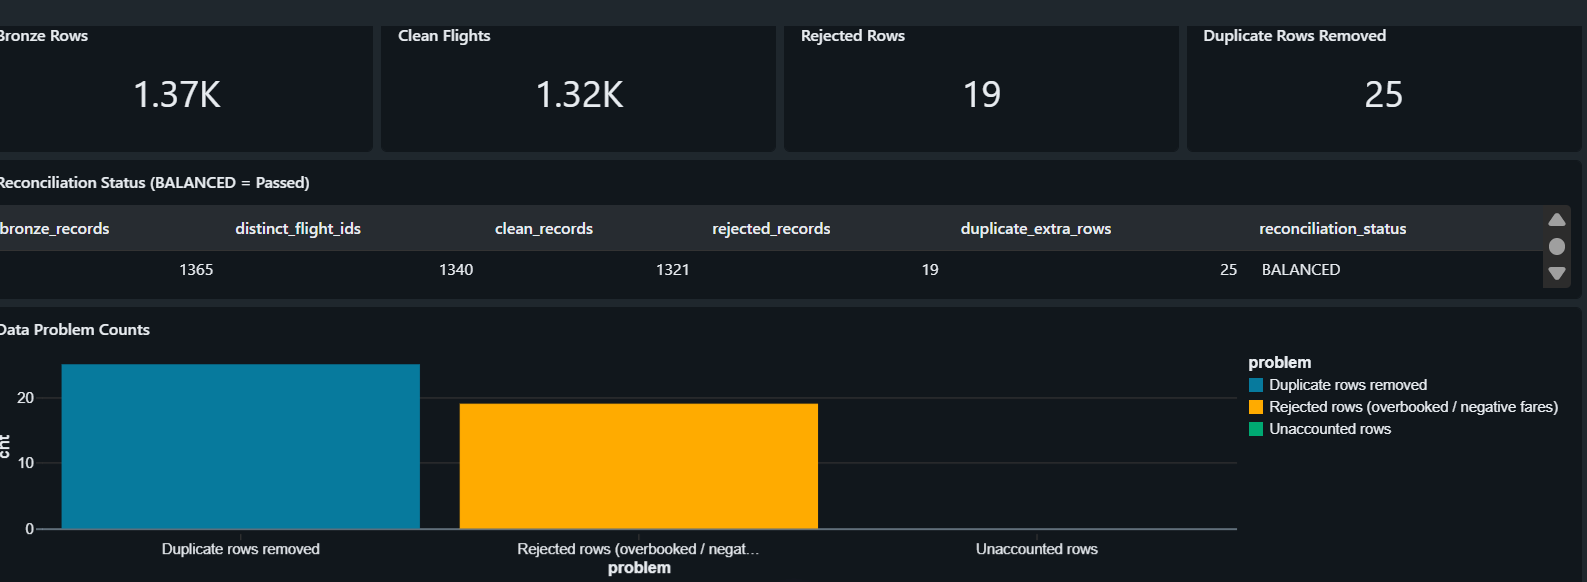 Bronze Rows
Clean Flights
Rejected Rows
Duplicate Rows Removed
1.37K
1.32K
19
25
Reconciliation Status (BALANCED = Passed)
bronze_records distinct_flight_ids clean_records rejected_records duplicate_extra_rows reconciliation_status
1365 1340 1321 19 25 BALANCED
Data Problem Counts
problem
Duplicate rows removed
Rejected rows (overbooked / negative fares)
Unaccounted rows
cnt
20
10
0
Duplicate rows removed
Rejected rows (overbooked / negat...
Unaccounted rows
problem